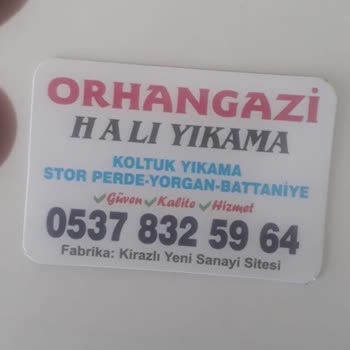 ORHANGAZİ
HALI YIKAMA
KOLTUK YIKAMA
STOR PERDE-YORGAN-BATTANİYE
✓Güven ✓Kalite ✓Hizmet
0537 832 59 64
Fabrika: Kirazlı Yeni Sanayi Sitesi